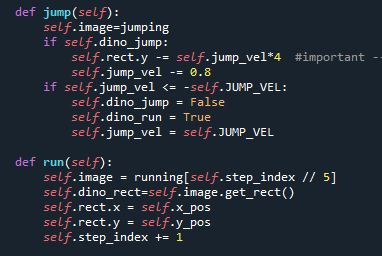 def jump(self):
    self.image=jumping
    if self.dino_jump:
        self.rect.y -= self.jump_vel*4  #important --
        self.jump_vel -= 0.8
    if self.jump_vel <= -self.JUMP_VEL:
        self.dino_jump = False
        self.dino_run = True
        self.jump_vel = self.JUMP_VEL

def run(self):
    self.image = running[self.step_index // 5]
    self.dino_rect=self.image.get_rect()
    self.rect.x = self.x_pos
    self.rect.y = self.y_pos
    self.step_index += 1